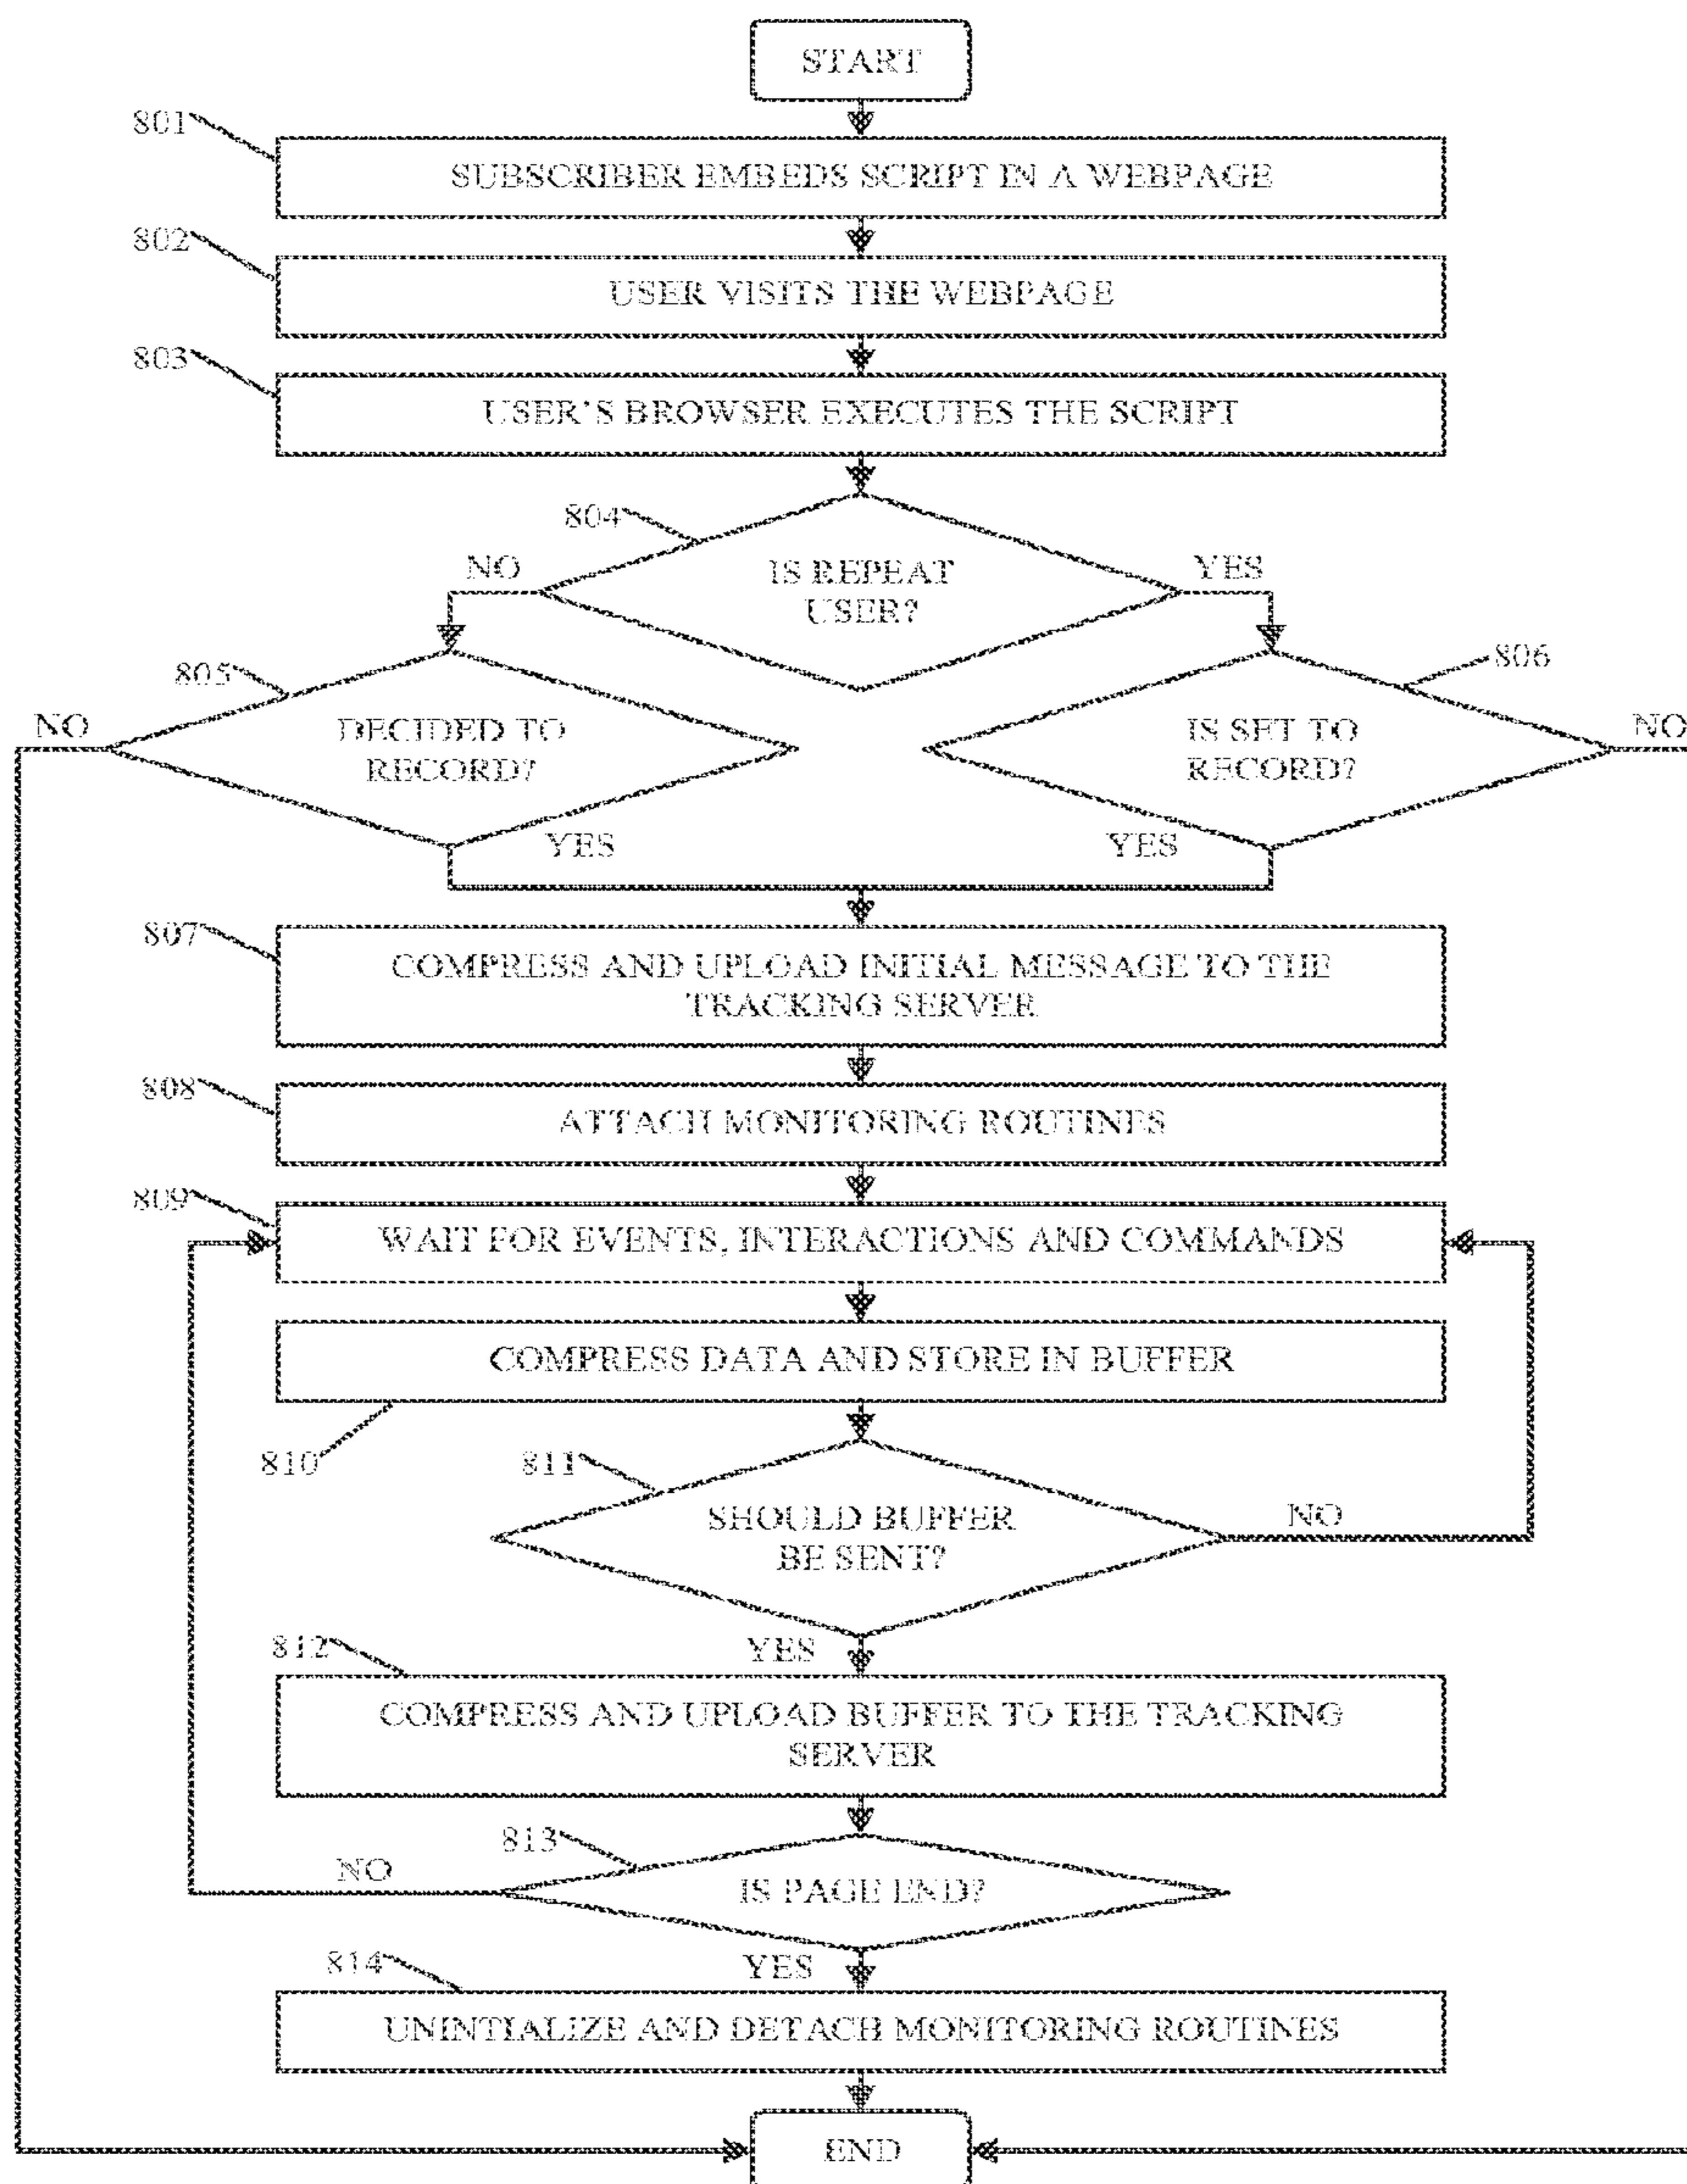 START
801
SUBSCRIBER EMBEDS SCRIPT IN A WEBPAGE
802
USER VISITS THE WEBPAGE
803
USER'S BROWSER EXECUTES THE SCRIPT
804
NO
IS REPEAT
USER?
YES
805
806
NO
DECIDED TO
RECORD?
IS SET TO
RECORD?
NO
YES
YES
807
COMPRESS AND UPLOAD INITIAL MESSAGE TO THE
TRACKING SERVER
808
ATTACH MONITORING ROUTINES
809
WAIT FOR EVENTS, INTERACTIONS AND COMMANDS
COMPRESS DATA AND STORE IN BUFFER
810
811
SHOULD BUFFER
BE SENT?
NO
YES
812
COMPRESS AND UPLOAD BUFFER TO THE TRACKING
SERVER
813
NO
IS PAGE END?
YES
814
UNINTIALIZE AND DETACH MONITORING ROUTINES
END